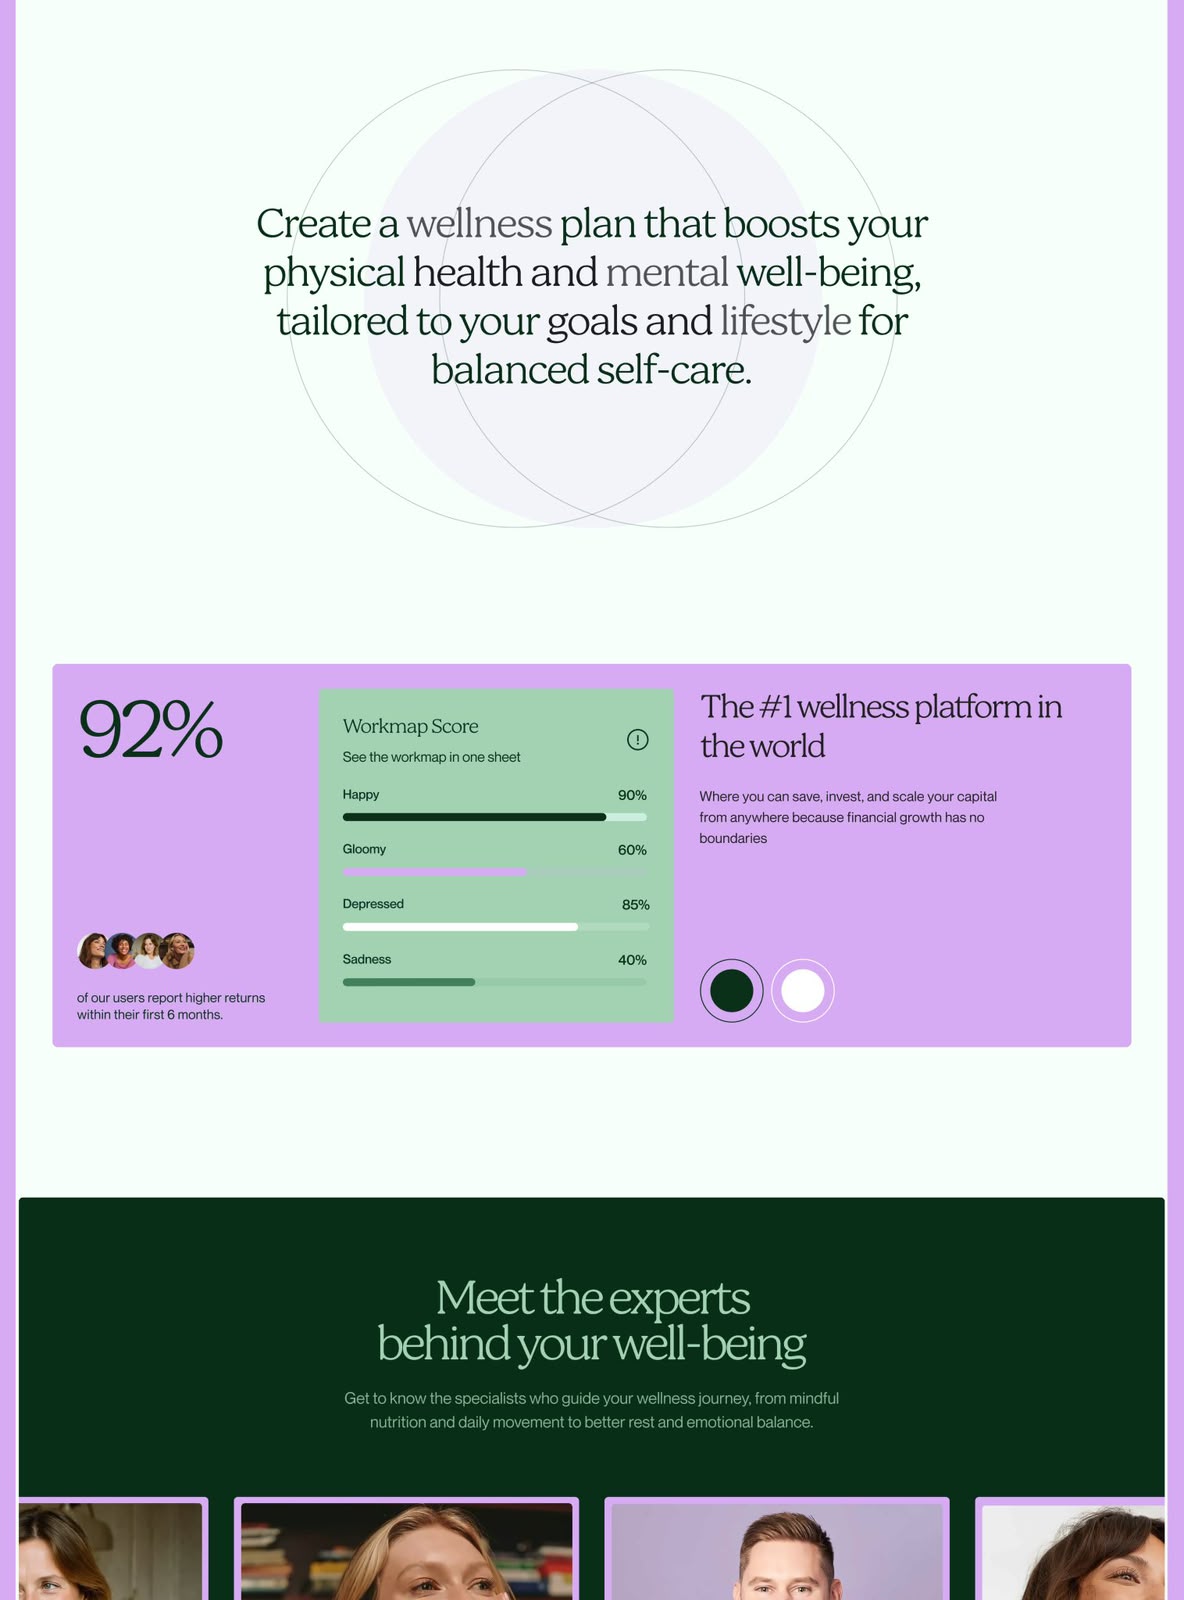 Create a wellness plan that boosts your
physical health and mental well-being,
tailored to your goals and lifestyle for
balanced self-care.
92%
of our users report higher returns
within their first 6 months.
Workmap Score
See the workmap in one sheet
Happy 90%
Gloomy 60%
Depressed 85%
Sadness 40%
The #1 wellness platform in
the world
Where you can save, invest, and scale your capital
from anywhere because financial growth has no
boundaries
Meet the experts
behind your well-being
Get to know the specialists who guide your wellness journey, from mindful
nutrition and daily movement to better rest and emotional balance.